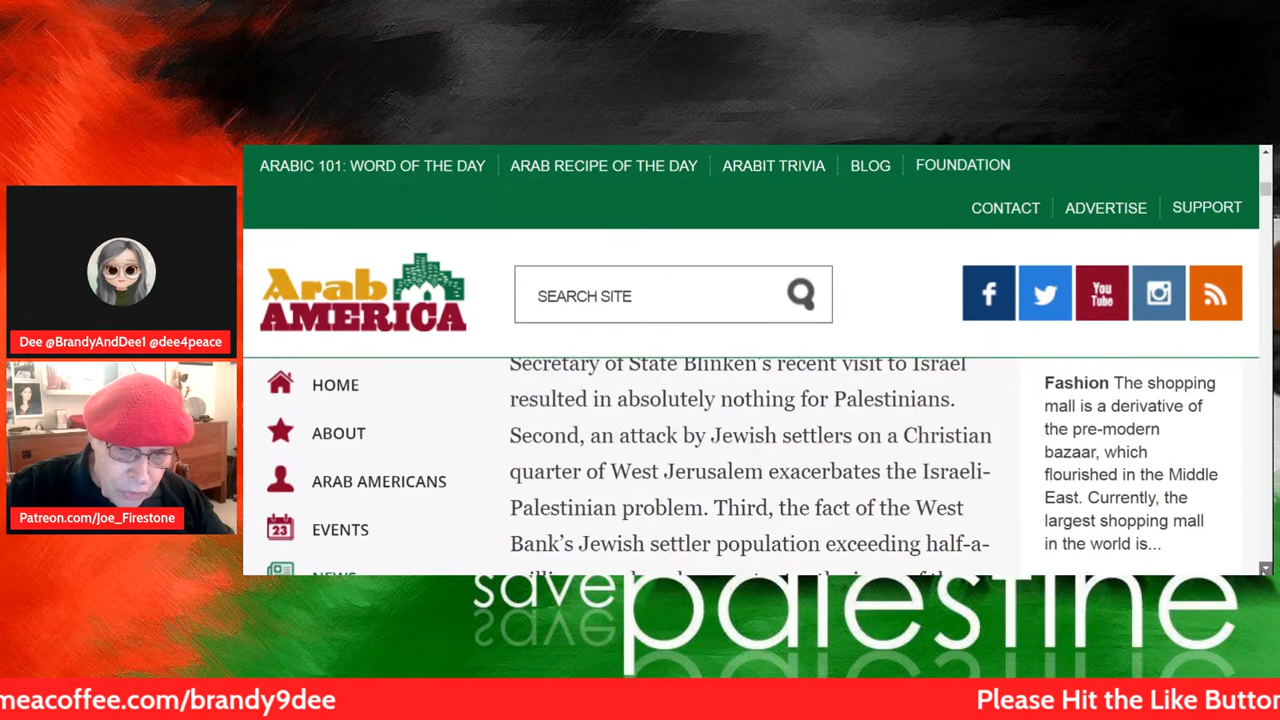 ARABIC 101: WORD OF THE DAY
ARAB RECIPE OF THE DAY
ARABIT TRIVIA
BLOG
FOUNDATION
CONTACT
ADVERTISE
SUPPORT
Arab
AMERICA
SEARCH SITE
You
Tube
HOME
ABOUT
ARAB AMERICANS
23
EVENTS
NEWS
Secretary of State Blinken's recent visit to Israel
resulted in absolutely nothing for Palestinians.
Second, an attack by Jewish settlers on a Christian
quarter of West Jerusalem exacerbates the Israeli-
Palestinian problem. Third, the fact of the West
Bank's Jewish settler population exceeding half-a-
Fashion The shopping
mall is a derivative of
the pre-modern
bazaar, which
flourished in the Middle
East. Currently, the
largest shopping mall
in the world is...
Dee @BrandyAndDee1 @dee4peace
Patreon.com/Joe_Firestone
save palestine
meacoffee.com/brandy9dee
Please Hit the Like Button